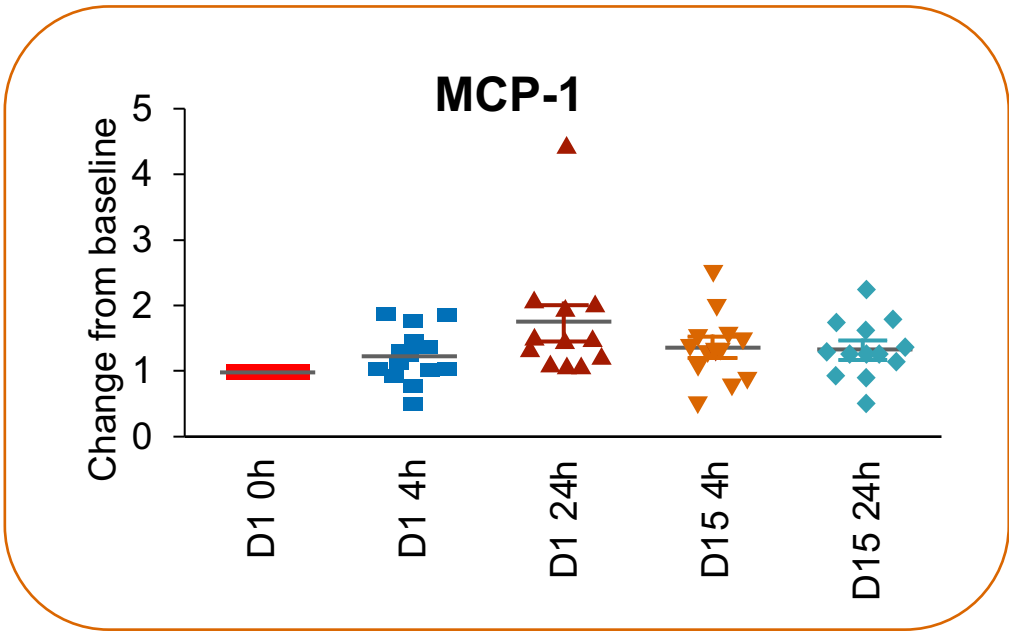 MCP-1
Change from baseline
5
4
3
2
1
0
D1 0h
D1 4h
D1 24h
D15 4h
D15 24h